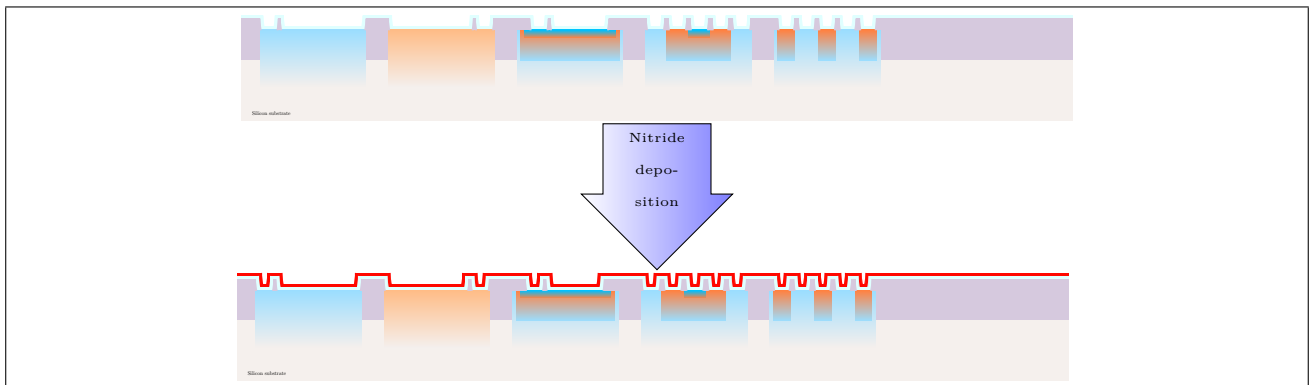 Silicon substrate
Nitride
depo-
sition
Silicon substrate